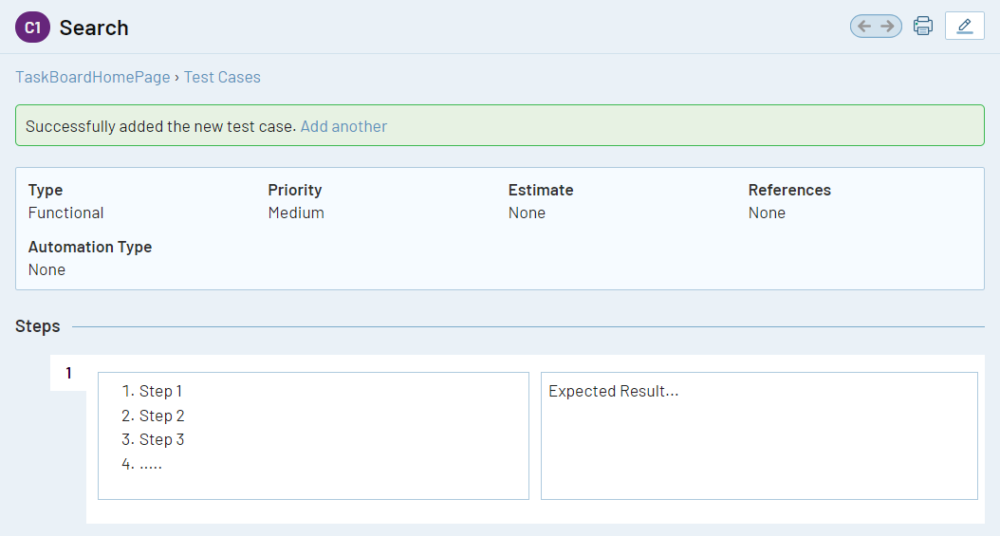 C1 Search
TaskBoardHomePage › Test Cases
Successfully added the new test case. Add another
Type Priority Estimate References
Functional Medium None None
Automation Type
None
Steps
1
1. Step 1
2. Step 2
3. Step 3
4. .....
Expected Result...